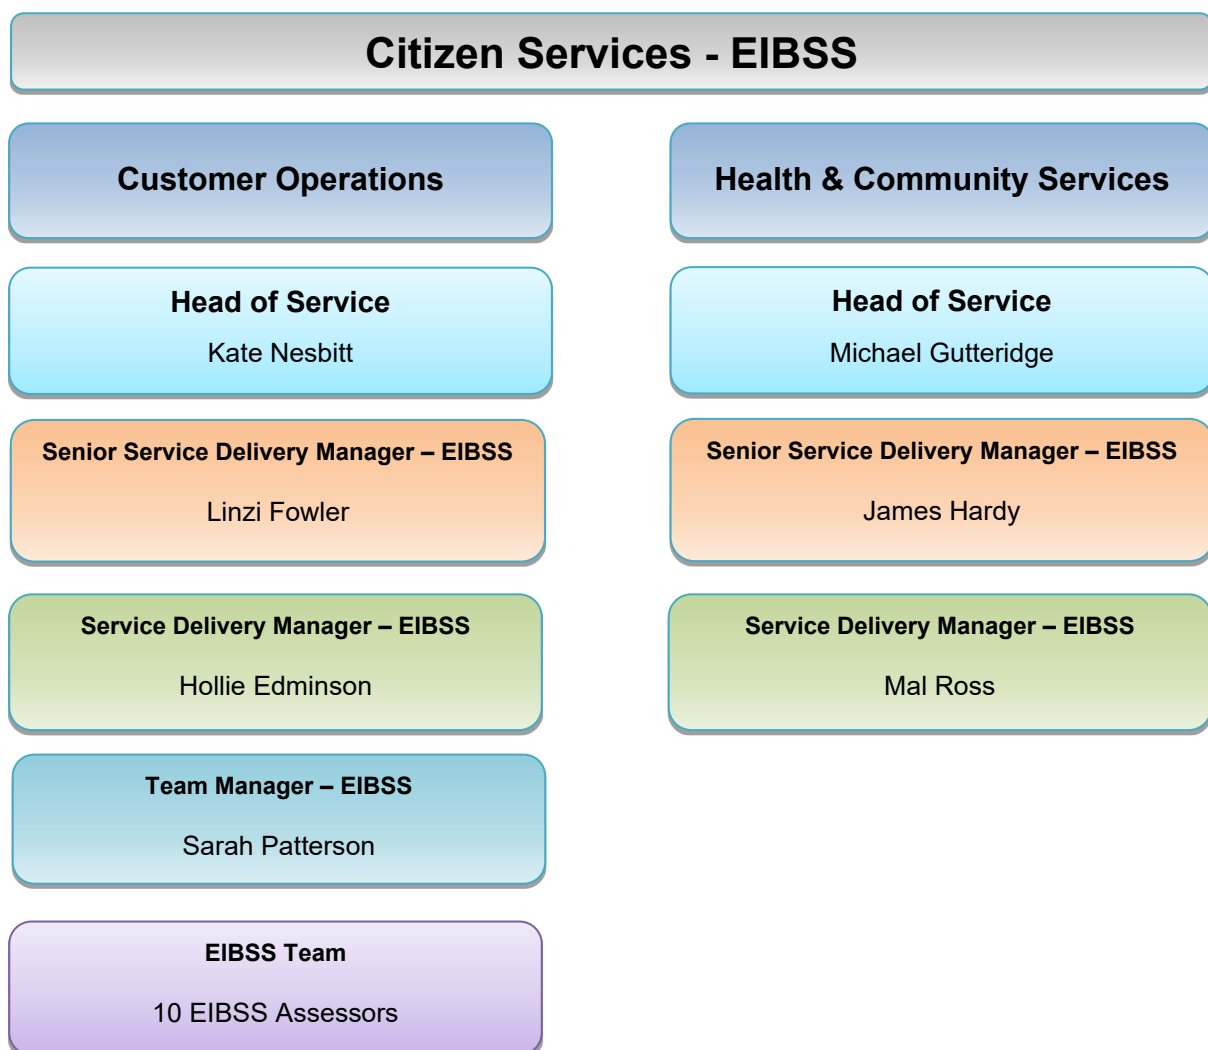 Citizen Services - EIBSS
Customer Operations
Health & Community Services
Head of Service
Kate Nesbitt
Head of Service
Michael Gutteridge
Senior Service Delivery Manager – EIBSS
Linzi Fowler
Senior Service Delivery Manager – EIBSS
James Hardy
Service Delivery Manager – EIBSS
Hollie Edminson
Service Delivery Manager – EIBSS
Mal Ross
Team Manager – EIBSS
Sarah Patterson
EIBSS Team
10 EIBSS Assessors